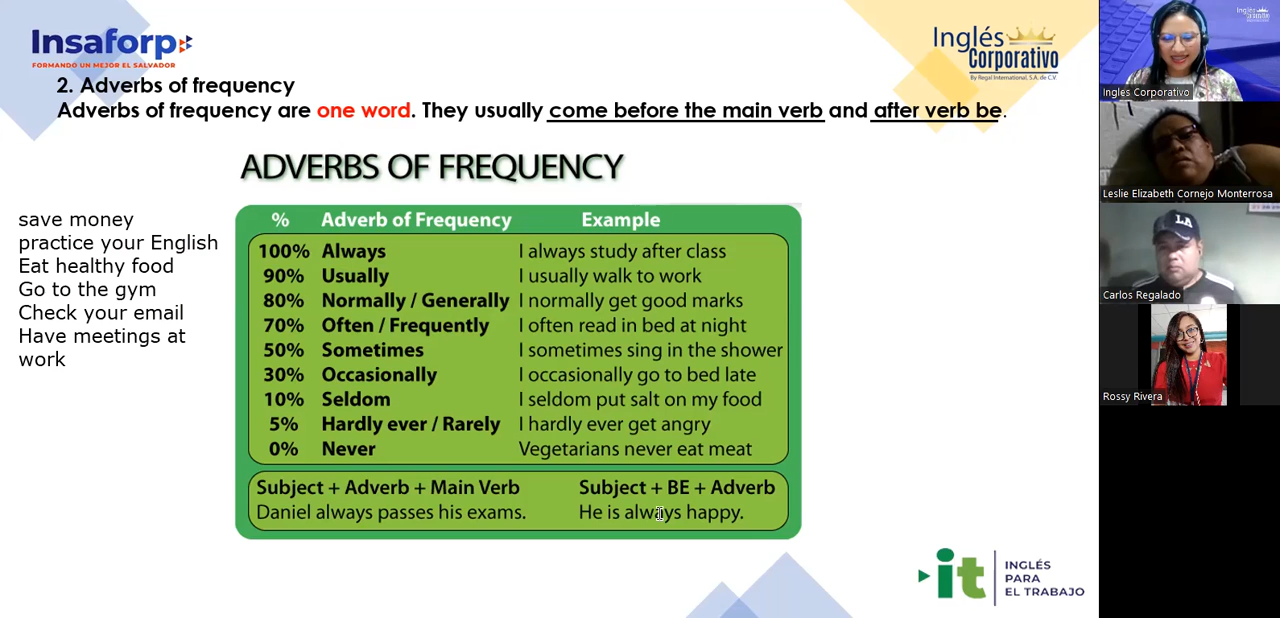 Insaforp
FORMANDO UN MEJOR EL SALVADOR
Inglés
Corporativo
By Regal International, S.A. de C.V.
2. Adverbs of frequency
Adverbs of frequency are one word. They usually come before the main verb and after verb be.
ADVERBS OF FREQUENCY
save money
practice your English
Eat healthy food
Go to the gym
Check your email
Have meetings at
work
% Adverb of Frequency Example
100% Always I always study after class
90% Usually I usually walk to work
80% Normally / Generally I normally get good marks
70% Often / Frequently I often read in bed at night
50% Sometimes I sometimes sing in the shower
30% Occasionally I occasionally go to bed late
10% Seldom I seldom put salt on my food
5% Hardly ever / Rarely I hardly ever get angry
0% Never Vegetarians never eat meat
Subject + Adverb + Main Verb Subject + BE + Adverb
Daniel always passes his exams. He is always happy.
it
INGLÉS
PARA
EL TRABAJO
Inglés
Ingles Corporativo
Leslie Elizabeth Cornejo Monterrosa
LA
Carlos Regalado
Rossy Rivera